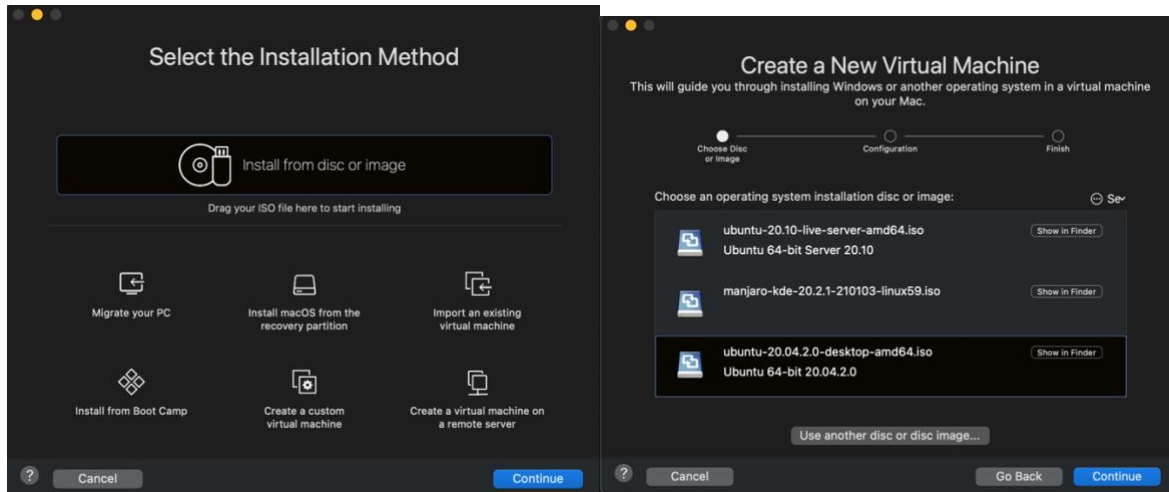 Select the Installation Method
Install from disc or image
Drag your ISO file here to start installing
Migrate your PC
Install macOS from the
recovery partition
Import an existing
virtual machine
Install from Boot Camp
Create a custom
virtual machine
Create a virtual machine on
a remote server
?
Cancel
Continue
Create a New Virtual Machine
This will guide you through installing Windows or another operating system in a virtual machine
on your Mac.
Choose Disc
or Image
Configuration
Finish
Choose an operating system installation disc or image:
Se
ubuntu-20.10-live-server-amd64.iso
Show in Finder
Ubuntu 64-bit Server 20.10
manjaro-kde-20.2.1-210103-linux59.iso
Show in Finder
ubuntu-20.04.2.0-desktop-amd64.iso
Show in Finder
Ubuntu 64-bit 20.04.2.0
Use another disc or disc image...
?
Cancel
Go Back
Continue